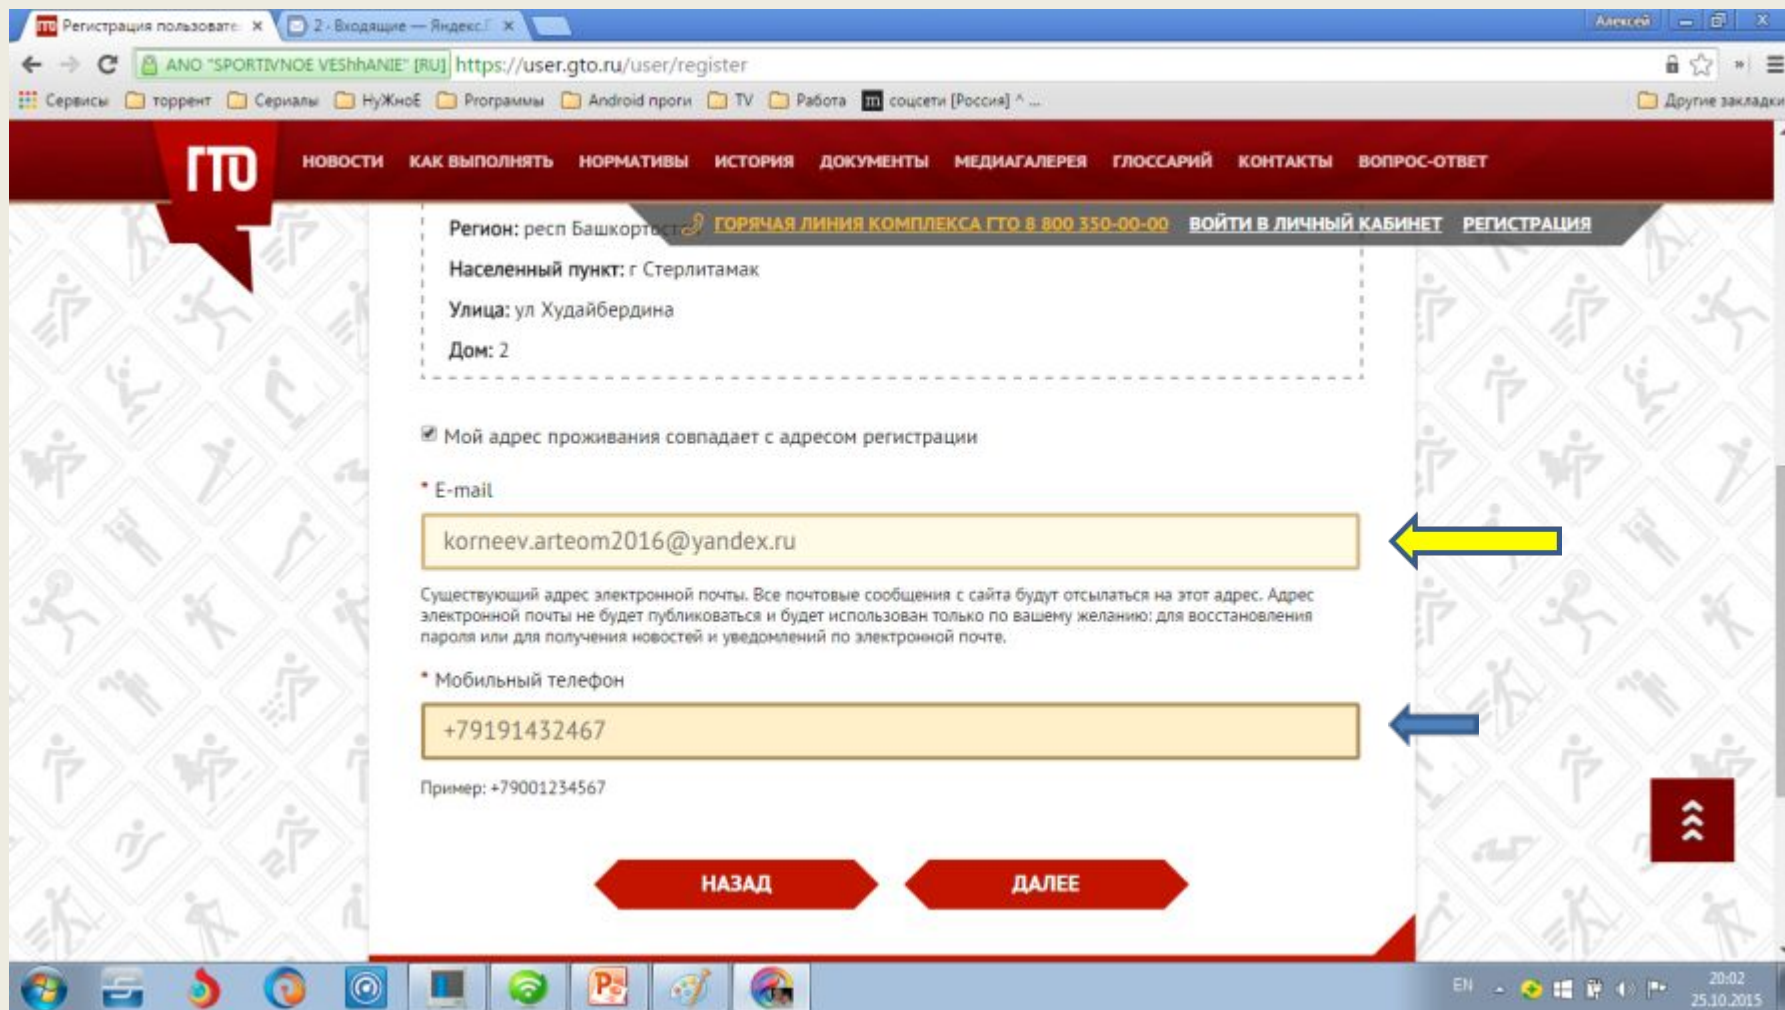 Регистрация пользовате
2 · Входящие — Яндекс.
Алексей
ANO "SPORTIVNOE VEShhANIE" [RU] https://user.gto.ru/user/register
Сервисы торрент Сериалы НуЖноЕ Программы Android проги TV Работа m соцсети [Россия] ^ ... Другие закладки
ГТО НОВОСТИ КАК ВЫПОЛНЯТЬ НОРМАТИВЫ ИСТОРИЯ ДОКУМЕНТЫ МЕДИАГАЛЕРЕЯ ГЛОССАРИЙ КОНТАКТЫ ВОПРОС-ОТВЕТ
ГОРЯЧАЯ ЛИНИЯ КОМПЛЕКСА ГТО 8 800 350-00-00 ВОЙТИ В ЛИЧНЫЙ КАБИНЕТ РЕГИСТРАЦИЯ
Регион: респ Башкортост
Населенный пункт: г Стерлитамак
Улица: ул Худайбердина
Дом: 2
Мой адрес проживания совпадает с адресом регистрации
* E-mail
korneev.arteom2016@yandex.ru
Существующий адрес электронной почты. Все почтовые сообщения с сайта будут отсылаться на этот адрес. Адрес
электронной почты не будет публиковаться и будет использован только по вашему желанию: для восстановления
пароля или для получения новостей и уведомлений по электронной почте.
* Мобильный телефон
+79191432467
Пример: +79001234567
НАЗАД ДАЛЕЕ
EN 20:02
25.10.2015